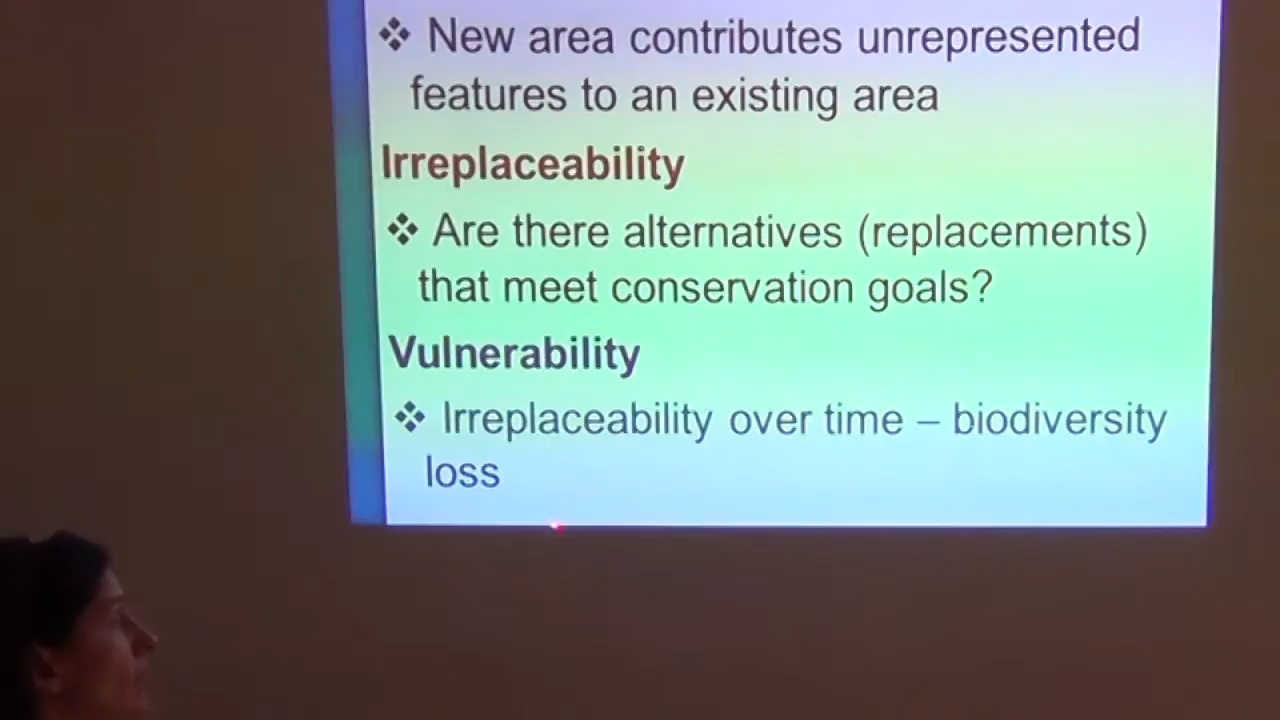 ❖ New area contributes unrepresented
features to an existing area
Irreplaceability
❖ Are there alternatives (replacements)
that meet conservation goals?
Vulnerability
❖ Irreplaceability over time – biodiversity
loss